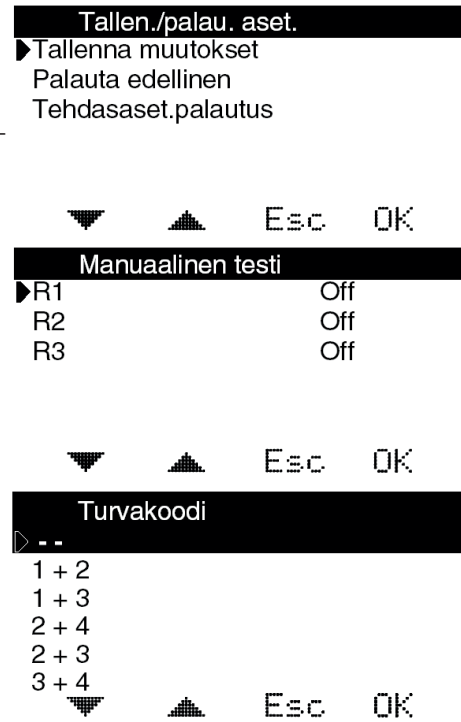 Tallen./palau. aset.
Tallenna muutokset
Palauta edellinen
Tehdasaset.palautus
Esc OK
Manuaalinen testi
R1 Off
R2 Off
R3 Off
Esc OK
Turvakoodi
--
1 + 2
1 + 3
2 + 4
2 + 3
3 + 4
Esc OK